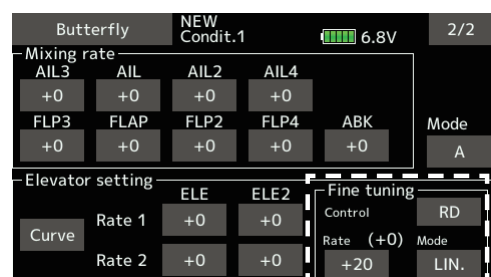 Butterfly NEW Condit.1 6.8V 2/2
Mixing rate
AIL3 AIL AIL2 AIL4
+0 +0 +0 +0
FLP3 FLAP FLP2 FLP4 ABK Mode
+0 +0 +0 +0 +0 A
Elevator setting
ELE ELE2
Curve
Rate 1 +0 +0
Rate 2 +0 +0
Fine tuning
Control RD
Rate (+0) Mode
+20 LIN.